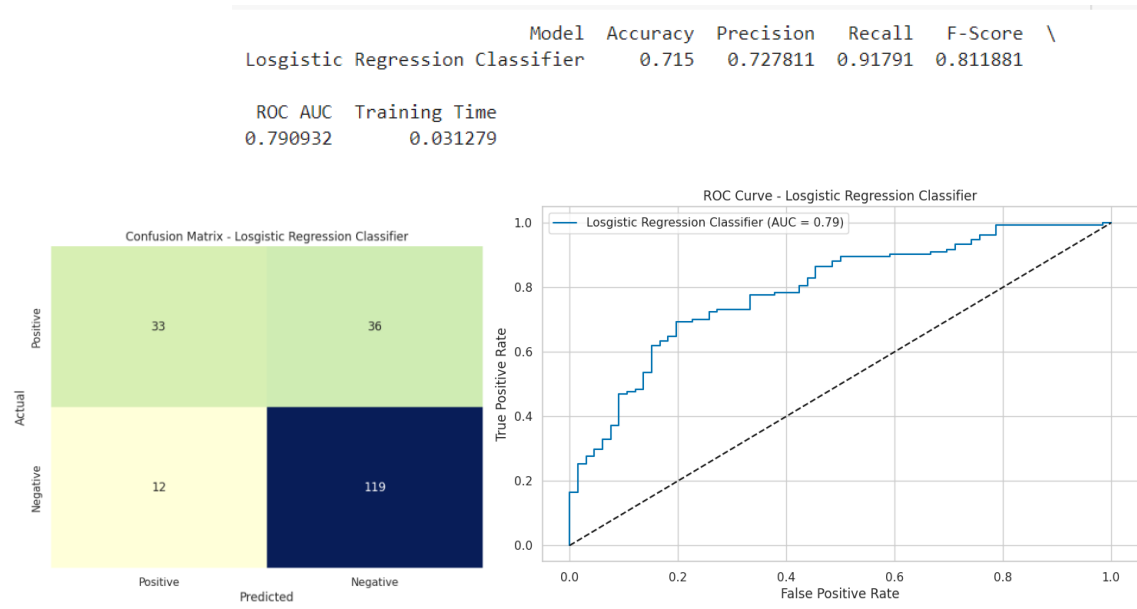 Model Accuracy Precision Recall F-Score \
Losgistic Regression Classifier 0.715 0.727811 0.91791 0.811881
ROC AUC Training Time
0.790932 0.031279
Confusion Matrix - Losgistic Regression Classifier
Actual
Positive
33 36
Negative
12 119
Positive Negative
Predicted
ROC Curve - Losgistic Regression Classifier
Losgistic Regression Classifier (AUC = 0.79)
True Positive Rate
1.0
0.8
0.6
0.4
0.2
0.0
0.0 0.2 0.4 0.6 0.8 1.0
False Positive Rate